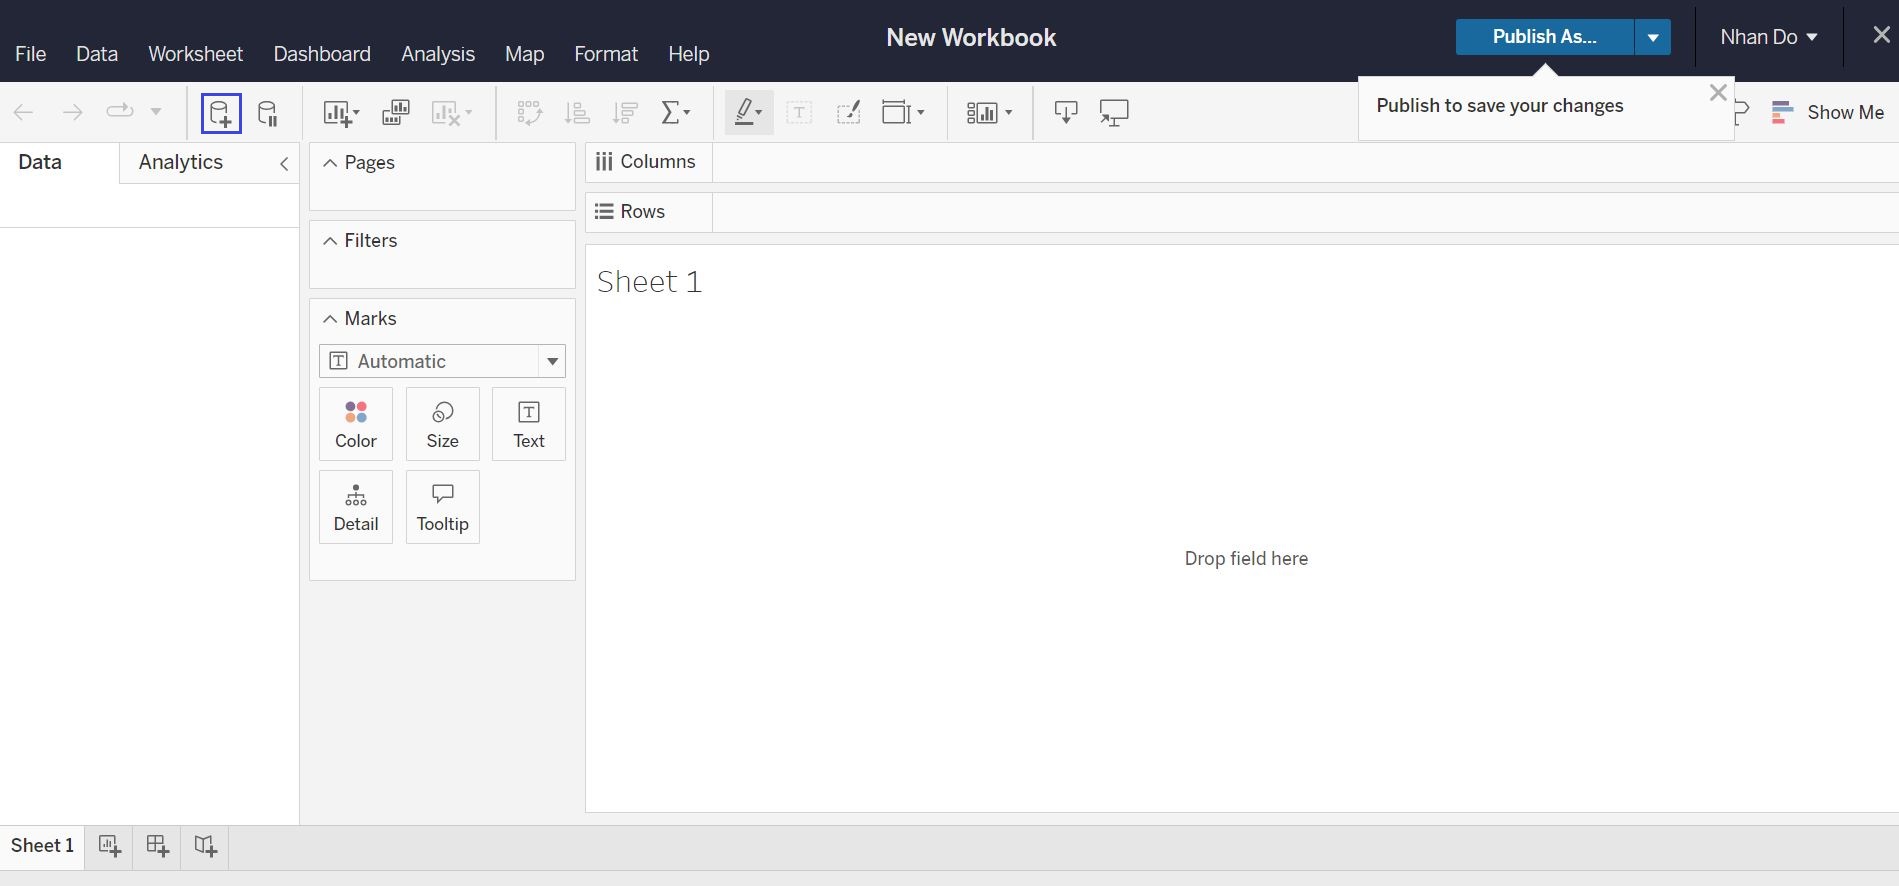 New Workbook
Publish As...
Nhan Do
File Data Worksheet Dashboard Analysis Map Format Help
Publish to save your changes
Show Me
Data Analytics
Pages
Columns
Rows
Filters
Sheet 1
Marks
Automatic
Color Size Text
Detail Tooltip
Drop field here
Sheet 1